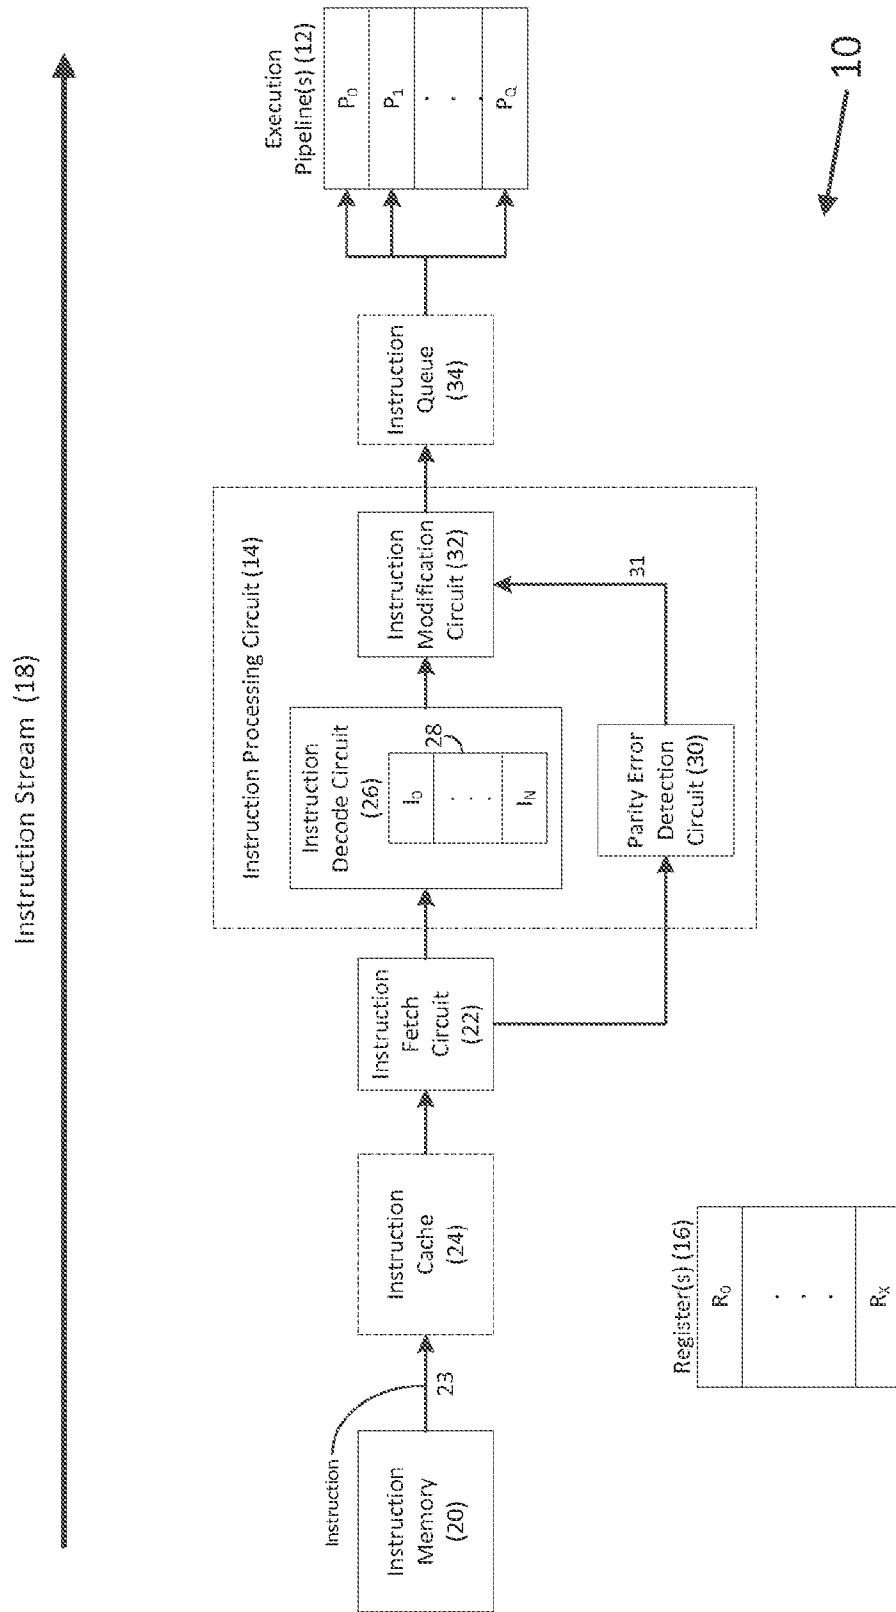 Instruction Stream (18)
Instruction
Instruction
Memory
(20)
23
Instruction
Cache
(24)
Instruction
Fetch
Circuit
(22)
Instruction Processing Circuit (14)
Instruction
Decode Circuit
(26)
28
I0
.
.
.
IN
Parity Error
Detection
Circuit (30)
31
Instruction
Modification
Circuit (32)
Instruction
Queue
(34)
Execution
Pipeline(s) (12)
P0
P1
.
.
.
PQ
Register(s) (16)
R0
.
.
.
RX
10